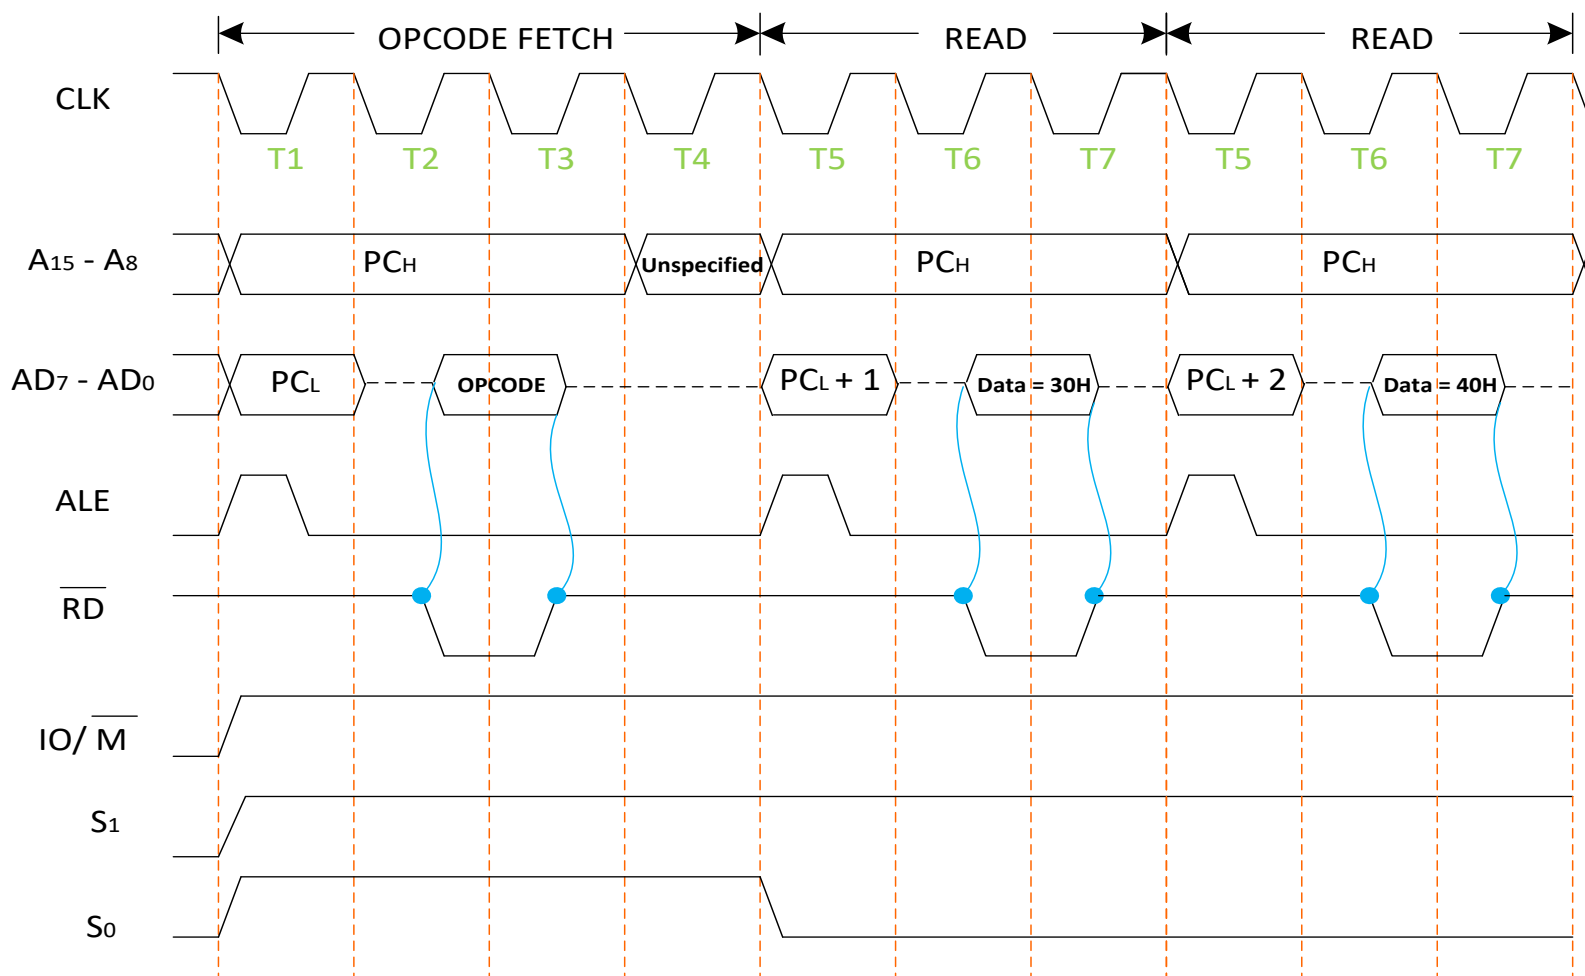 OPCODE FETCH READ READ
CLK
T1 T2 T3 T4 T5 T6 T7 T5 T6 T7
A15 - A8 PCH Unspecified PCH PCH
AD7 - AD0 PCL OPCODE PCL + 1 Data = 30H PCL + 2 Data = 40H
ALE
RD
IO/ M
S1
S0